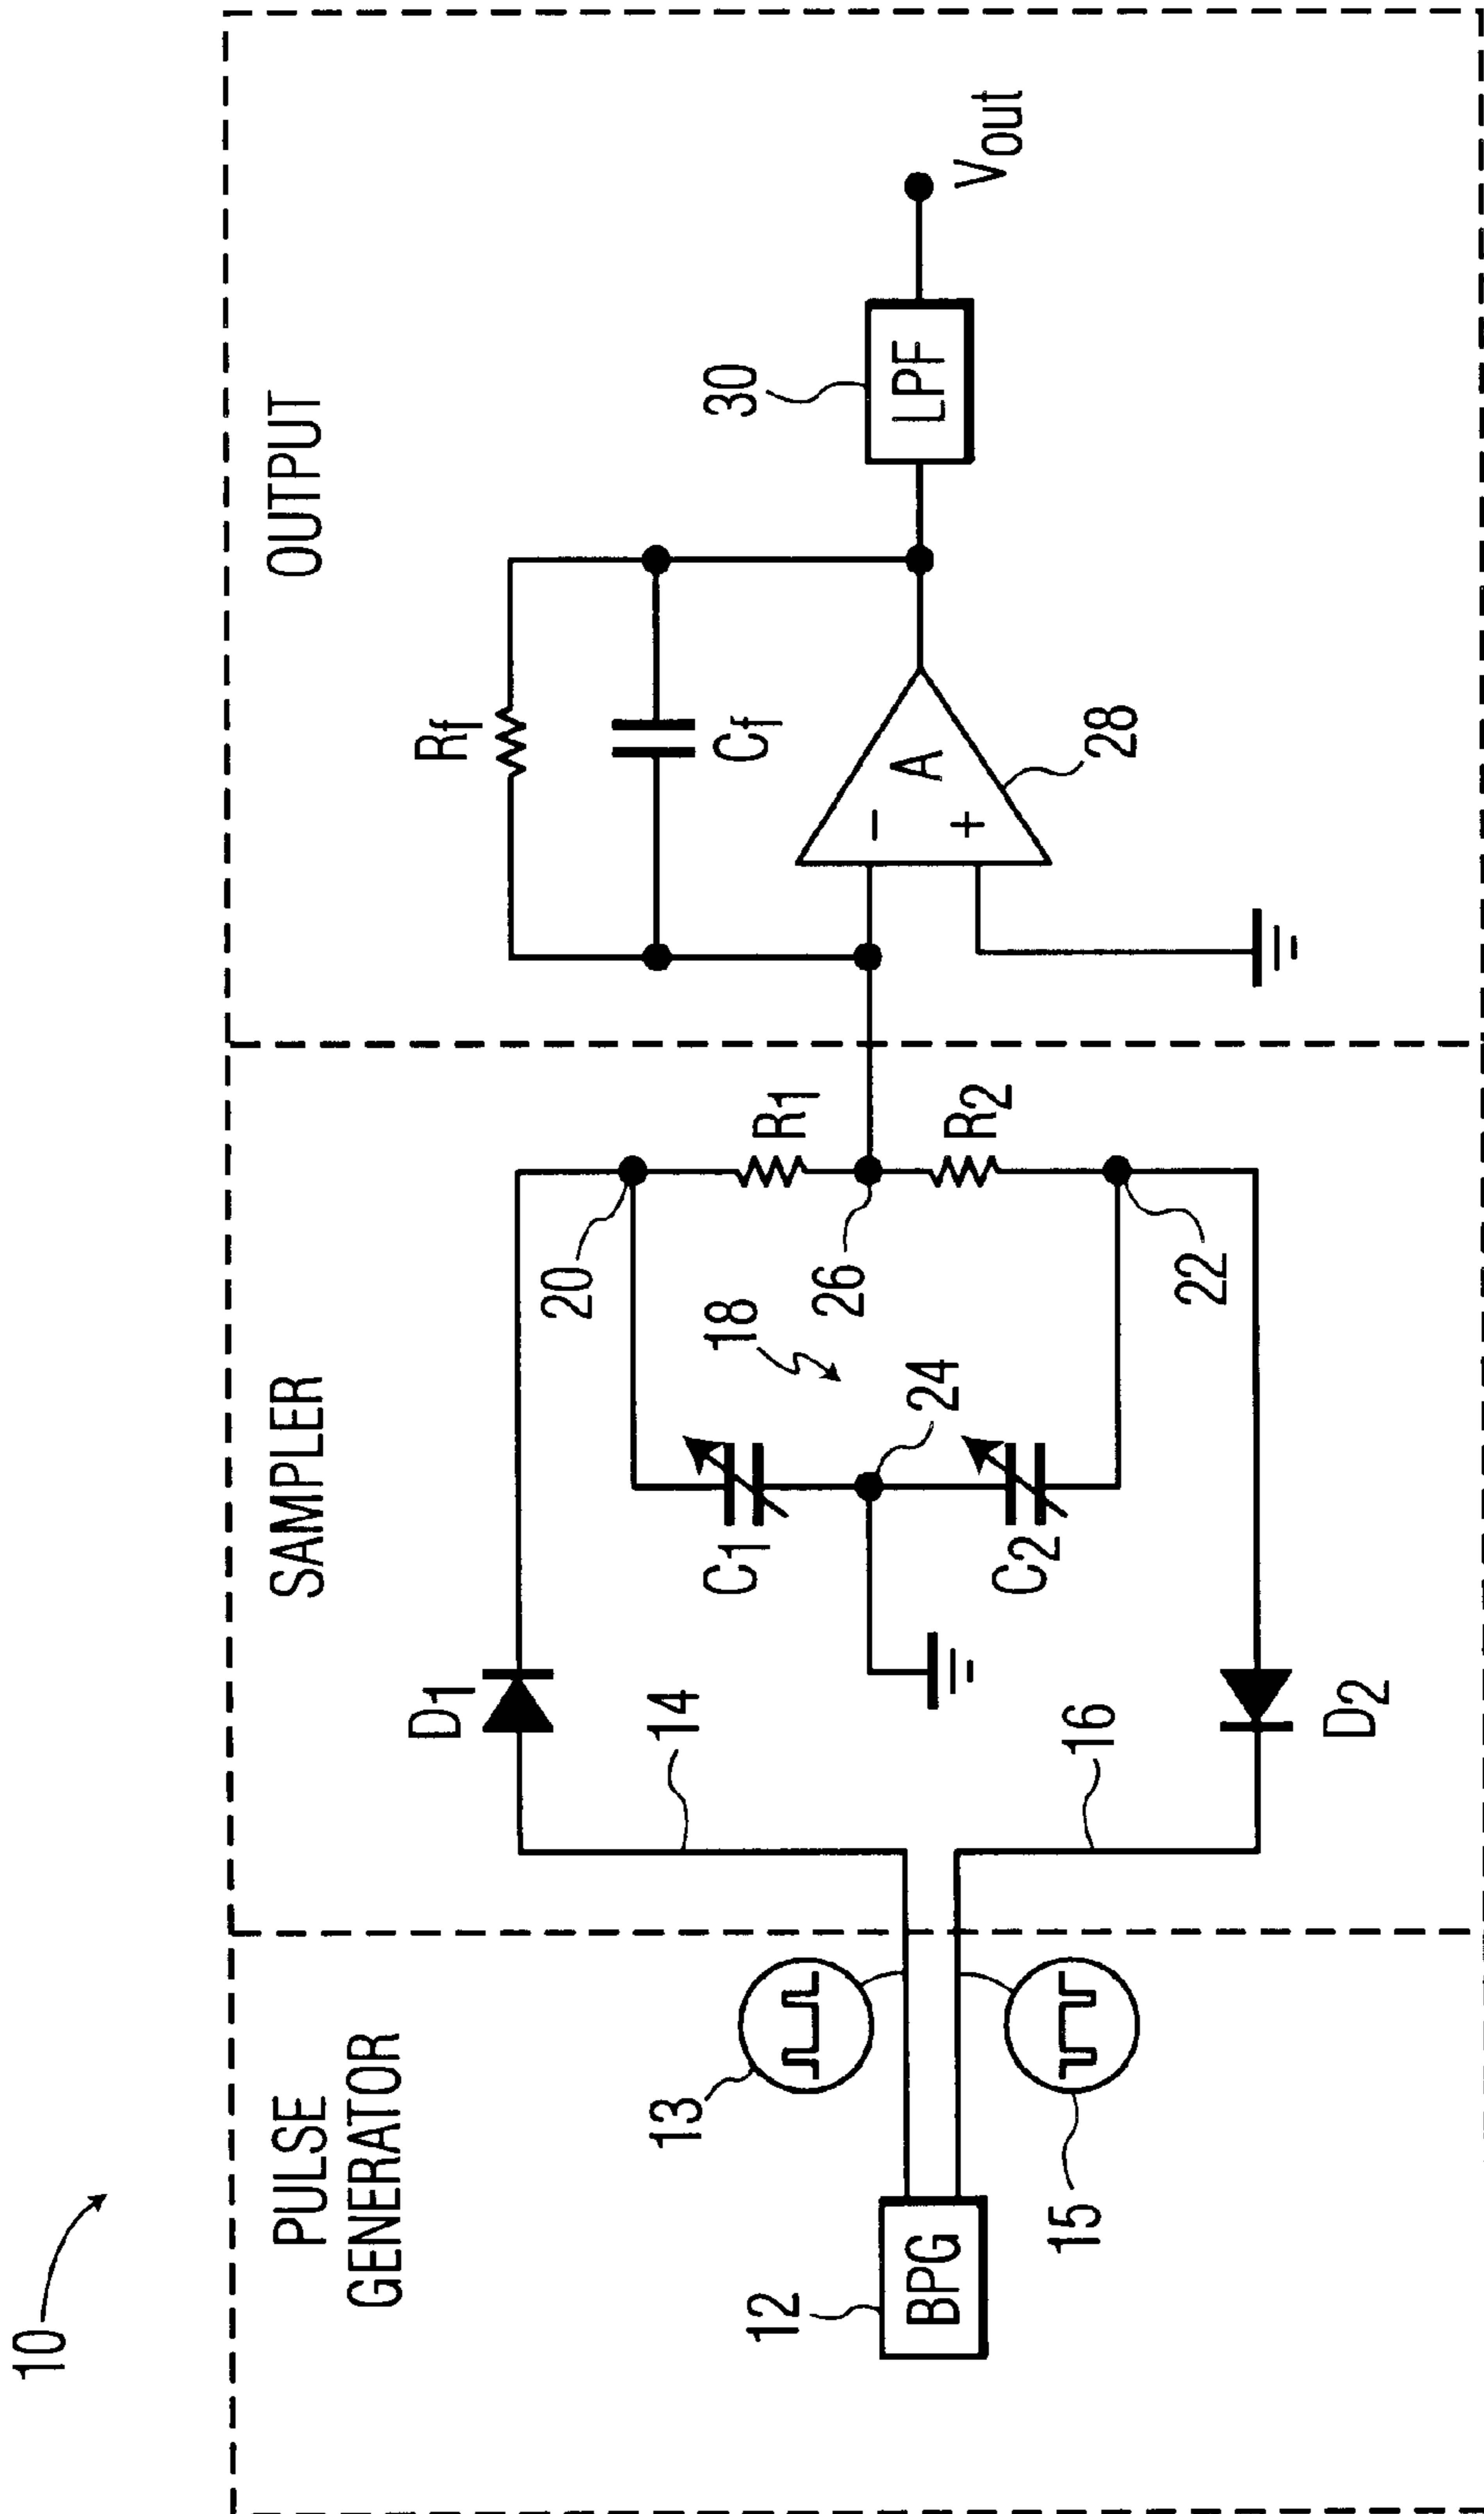 10
PULSE
GENERATOR
SAMPLER
OUTPUT
12
BPG
13
15
14
16
D1
D2
C1
C2
18
20
22
24
26
R1
R2
Rf
Cf
A
−
+
28
30
LPF
Vout